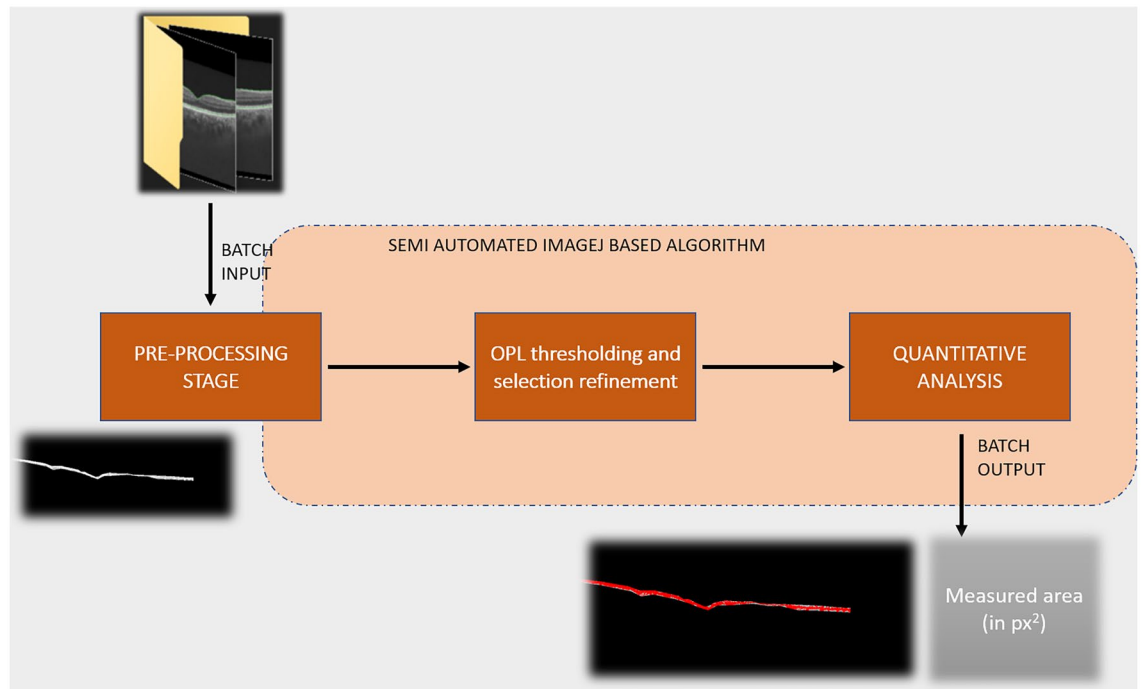 BATCH
INPUT
SEMI AUTOMATED IMAGEJ BASED ALGORITHM
PRE-PROCESSING
STAGE
OPL thresholding and
selection refinement
QUANTITATIVE
ANALYSIS
BATCH
OUTPUT
Measured area
(in px²)